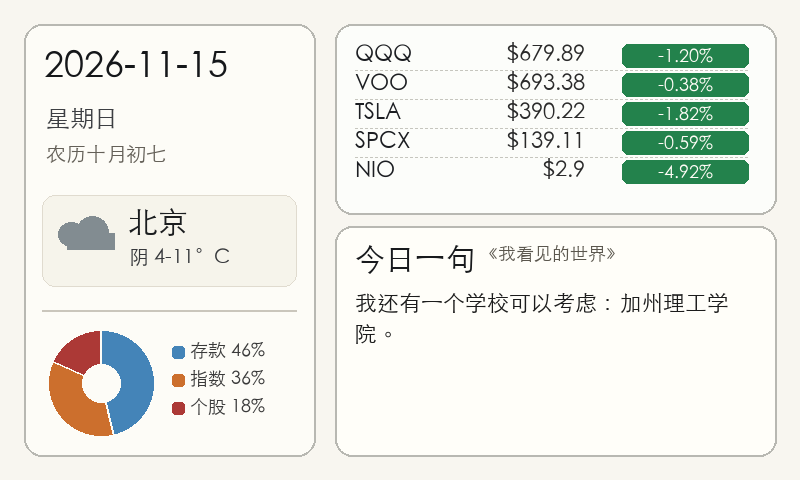 2026-11-15
星期日
农历十月初七
北京
阴 4-11°C
存款 46%
指数 36%
个股 18%
QQQ $679.89 -1.20%
VOO $693.38 -0.38%
TSLA $390.22 -1.82%
SPCX $139.11 -0.59%
NIO $2.9 -4.92%
今日一句 《我看见的世界》
我还有一个学校可以考虑：加州理工学
院。